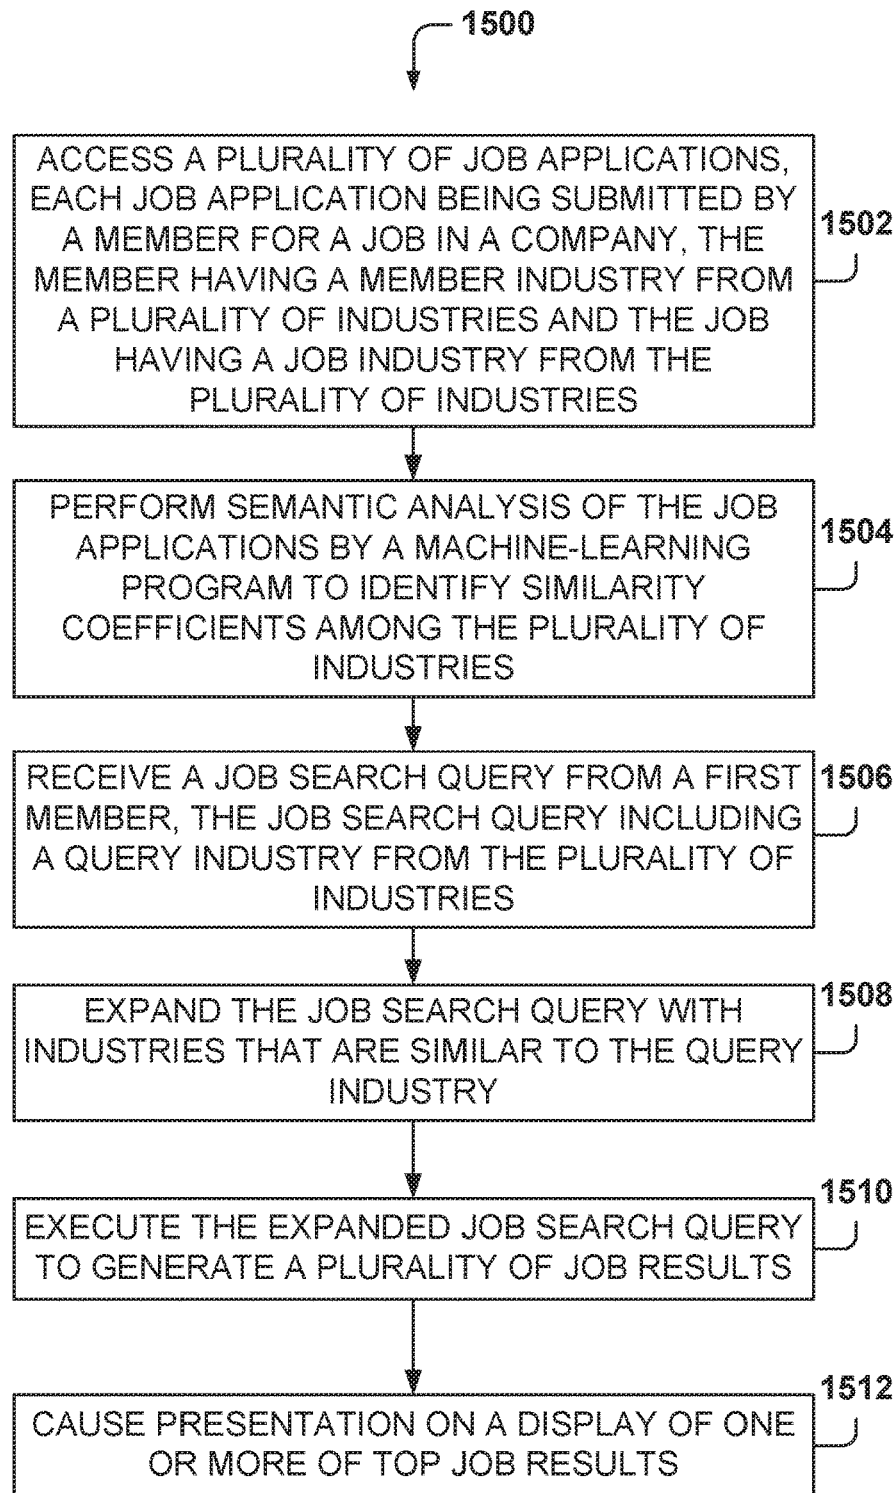 1500
ACCESS A PLURALITY OF JOB APPLICATIONS,
EACH JOB APPLICATION BEING SUBMITTED BY
A MEMBER FOR A JOB IN A COMPANY, THE
MEMBER HAVING A MEMBER INDUSTRY FROM
A PLURALITY OF INDUSTRIES AND THE JOB
HAVING A JOB INDUSTRY FROM THE
PLURALITY OF INDUSTRIES
1502
PERFORM SEMANTIC ANALYSIS OF THE JOB
APPLICATIONS BY A MACHINE-LEARNING
PROGRAM TO IDENTIFY SIMILARITY
COEFFICIENTS AMONG THE PLURALITY OF
INDUSTRIES
1504
RECEIVE A JOB SEARCH QUERY FROM A FIRST
MEMBER, THE JOB SEARCH QUERY INCLUDING
A QUERY INDUSTRY FROM THE PLURALITY OF
INDUSTRIES
1506
EXPAND THE JOB SEARCH QUERY WITH
INDUSTRIES THAT ARE SIMILAR TO THE QUERY
INDUSTRY
1508
EXECUTE THE EXPANDED JOB SEARCH QUERY
TO GENERATE A PLURALITY OF JOB RESULTS
1510
CAUSE PRESENTATION ON A DISPLAY OF ONE
OR MORE OF TOP JOB RESULTS
1512